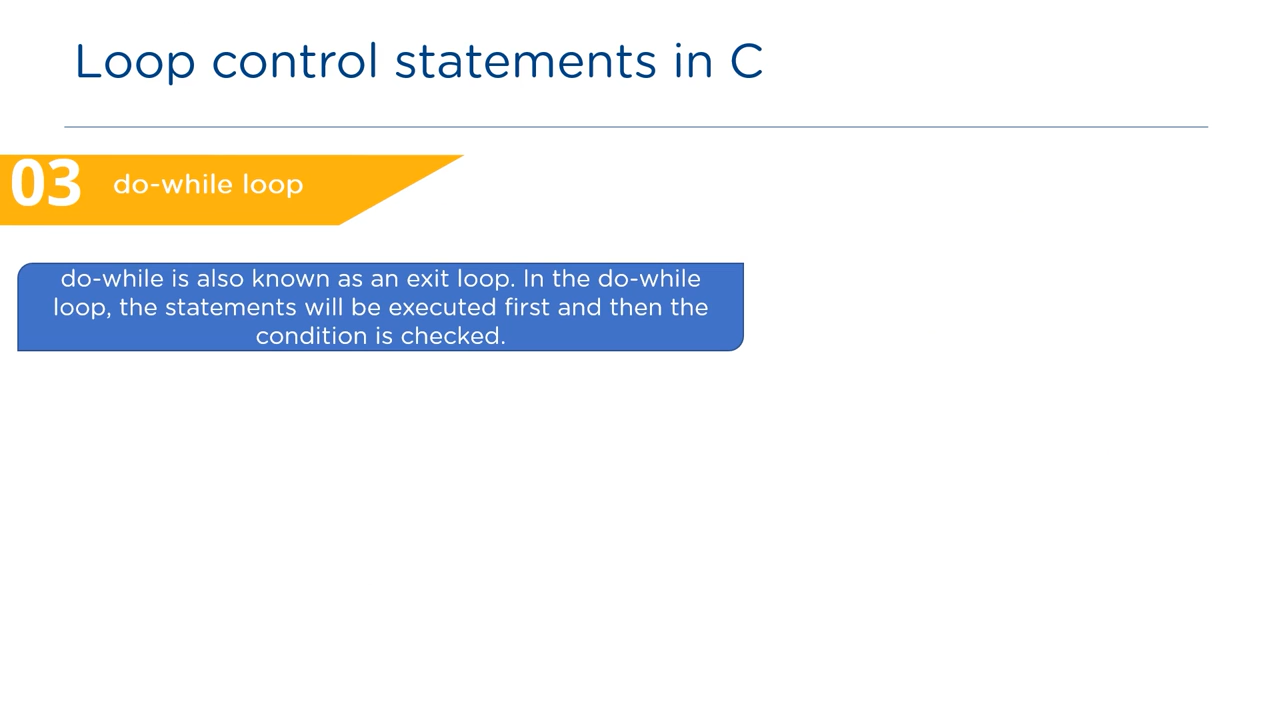 Loop control statements in C
03 do-while loop
do-while is also known as an exit loop. In the do-while
loop, the statements will be executed first and then the
condition is checked.